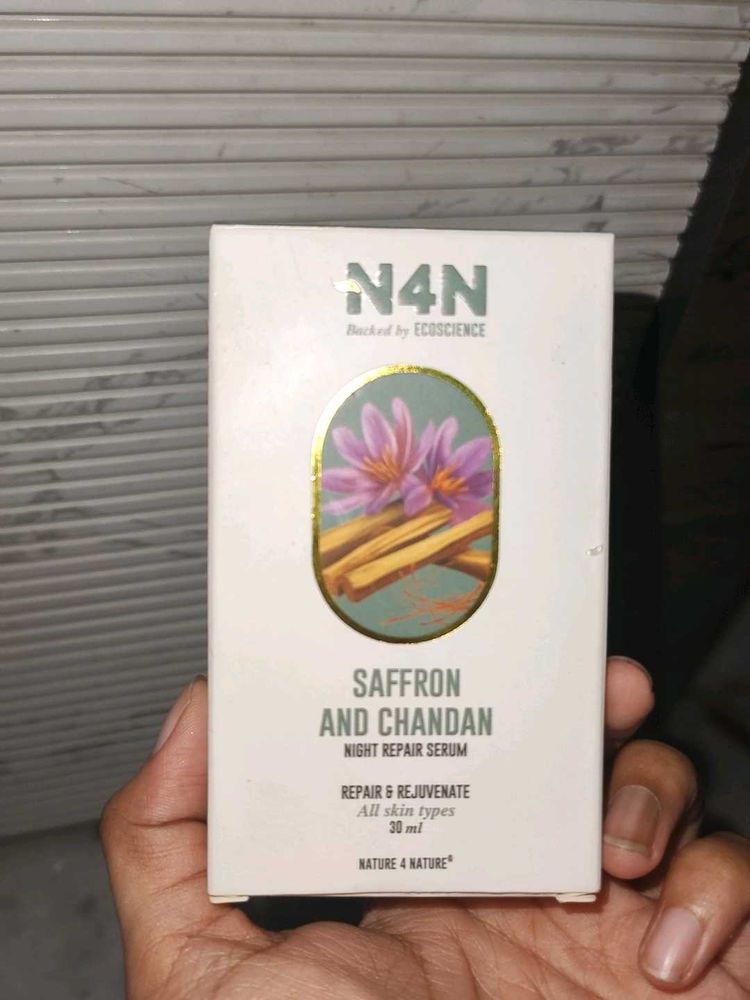 N4N
Backed by ECOSCIENCE
SAFFRON
AND CHANDAN
NIGHT REPAIR SERUM
REPAIR & REJUVENATE
All skin types
30 ml
NATURE 4 NATURE®